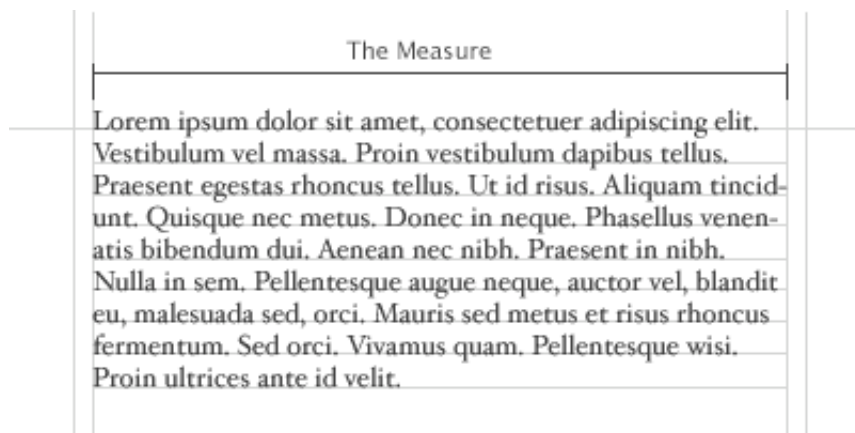 The Measure
Lorem ipsum dolor sit amet, consectetuer adipiscing elit.
Vestibulum vel massa. Proin vestibulum dapibus tellus.
Praesent egestas rhoncus tellus. Ut id risus. Aliquam tincid-
unt. Quisque nec metus. Donec in neque. Phasellus venen-
atis bibendum dui. Aenean nec nibh. Praesent in nibh.
Nulla in sem. Pellentesque augue neque, auctor vel, blandit
eu, malesuada sed, orci. Mauris sed metus et risus rhoncus
fermentum. Sed orci. Vivamus quam. Pellentesque wisi.
Proin ultrices ante id velit.